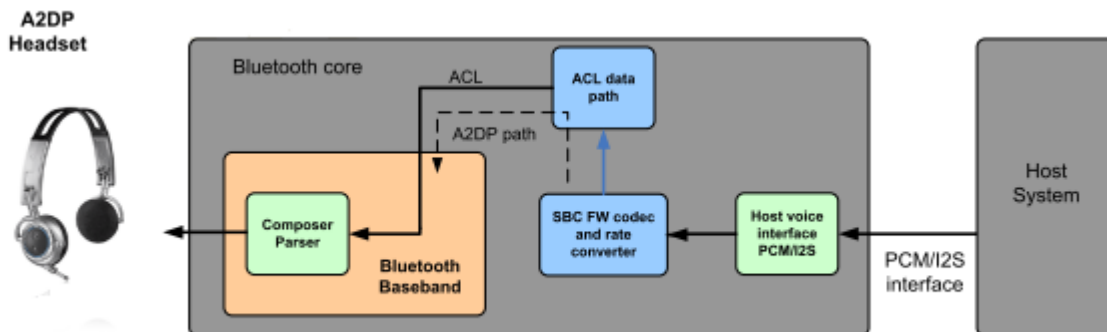 A2DP
Headset
Bluetooth core
ACL
ACL data
path
A2DP path
Host
System
Composer
Parser
SBC FW codec
and rate
converter
Host voice
interface
PCM/I2S
PCM/I2S
interface
Bluetooth
Baseband